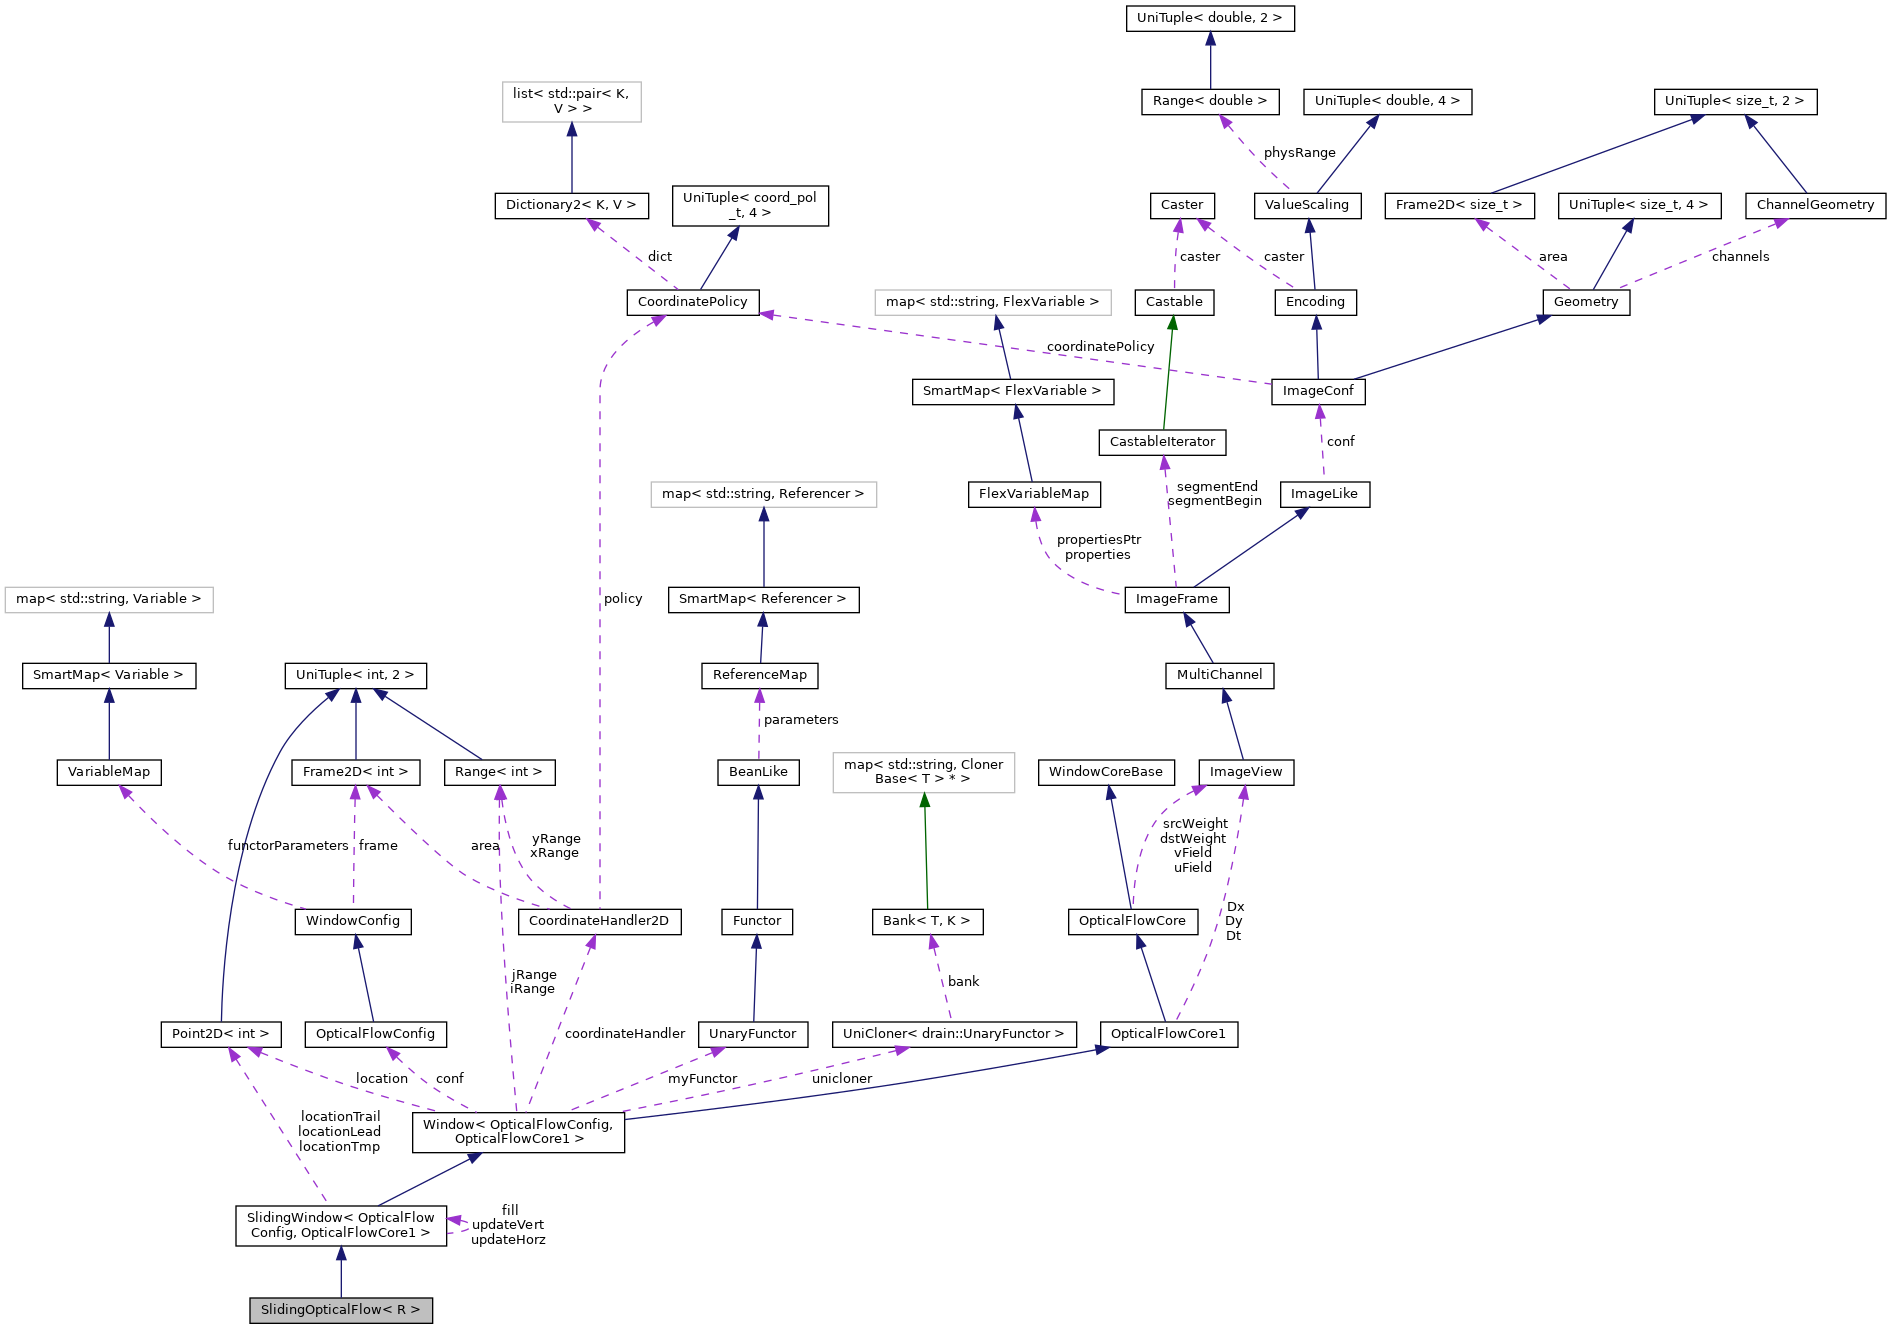 UniTuple< double, 2 >
list< std::pair< K,
V > >
Range< double >
UniTuple< double, 4 >
UniTuple< size_t, 2 >
physRange
Dictionary2< K, V >
UniTuple< coord_pol
_t, 4 >
Caster
ValueScaling
Frame2D< size_t >
UniTuple< size_t, 4 >
ChannelGeometry
dict
caster
caster
area
channels
CoordinatePolicy
map< std::string, FlexVariable >
Castable
Encoding
Geometry
coordinatePolicy
SmartMap< FlexVariable >
ImageConf
CastableIterator
conf
map< std::string, Referencer >
FlexVariableMap
segmentEnd
segmentBegin
ImageLike
propertiesPtr
properties
map< std::string, Variable >
policy
SmartMap< Referencer >
ImageFrame
SmartMap< Variable >
UniTuple< int, 2 >
ReferenceMap
MultiChannel
parameters
VariableMap
Frame2D< int >
Range< int >
BeanLike
map< std::string, Cloner
Base< T > * >
WindowCoreBase
ImageView
functorParameters
frame
area
yRange
xRange
srcWeight
dstWeight
vField
uField
WindowConfig
CoordinateHandler2D
Functor
Bank< T, K >
OpticalFlowCore
Dx
Dy
Dt
jRange
iRange
bank
Point2D< int >
OpticalFlowConfig
coordinateHandler
UnaryFunctor
UniCloner< drain::UnaryFunctor >
OpticalFlowCore1
location
conf
myFunctor
unicloner
locationTrail
locationLead
locationTmp
Window< OpticalFlowConfig,
OpticalFlowCore1 >
SlidingWindow< OpticalFlow
Config, OpticalFlowCore1 >
fill
updateVert
updateHorz
SlidingOpticalFlow< R >